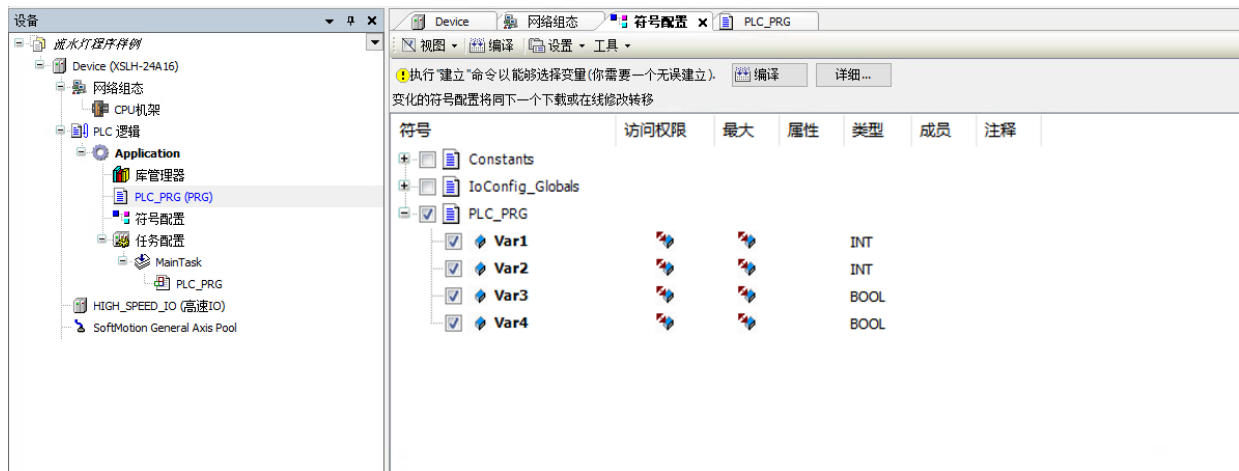 设备
流水灯程序样例
Device (XSLH-24A16)
网络组态
CPU机架
PLC 逻辑
Application
库管理器
PLC_PRG (PRG)
符号配置
任务配置
MainTask
PLC_PRG
HIGH_SPEED_IO (高速IO)
SoftMotion General Axis Pool
Device 网络组态 符号配置 PLC_PRG
视图 编译 设置 工具
执行"建立"命令以能够选择变量(你需要一个无误建立). 编译 详细...
变化的符号配置将同下一个下载或在线修改转移
符号 访问权限 最大 属性 类型 成员 注释
Constants
IoConfig_Globals
PLC_PRG
Var1 INT
Var2 INT
Var3 BOOL
Var4 BOOL